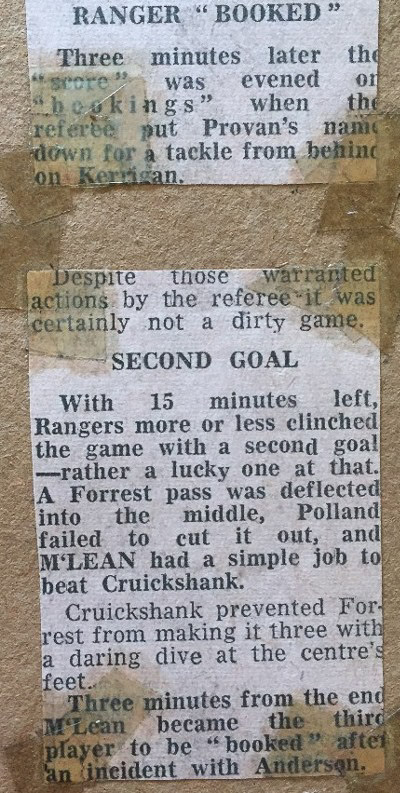 RANGER "BOOKED"
Three minutes later the
"score" was evened on
"bookings" when the
referee put Provan's name
down for a tackle from behind
on Kerrigan.
Despite those warranted
actions by the referee it was
certainly not a dirty game.
SECOND GOAL
With 15 minutes left,
Rangers more or less clinched
the game with a second goal
—rather a lucky one at that.
A Forrest pass was deflected
into the middle, Polland
failed to cut it out, and
M'LEAN had a simple job to
beat Cruickshank.
Cruickshank prevented For-
rest from making it three with
a daring dive at the centre's
feet.
Three minutes from the end
M'Lean became the third
player to be "booked" after
an incident with Anderson.